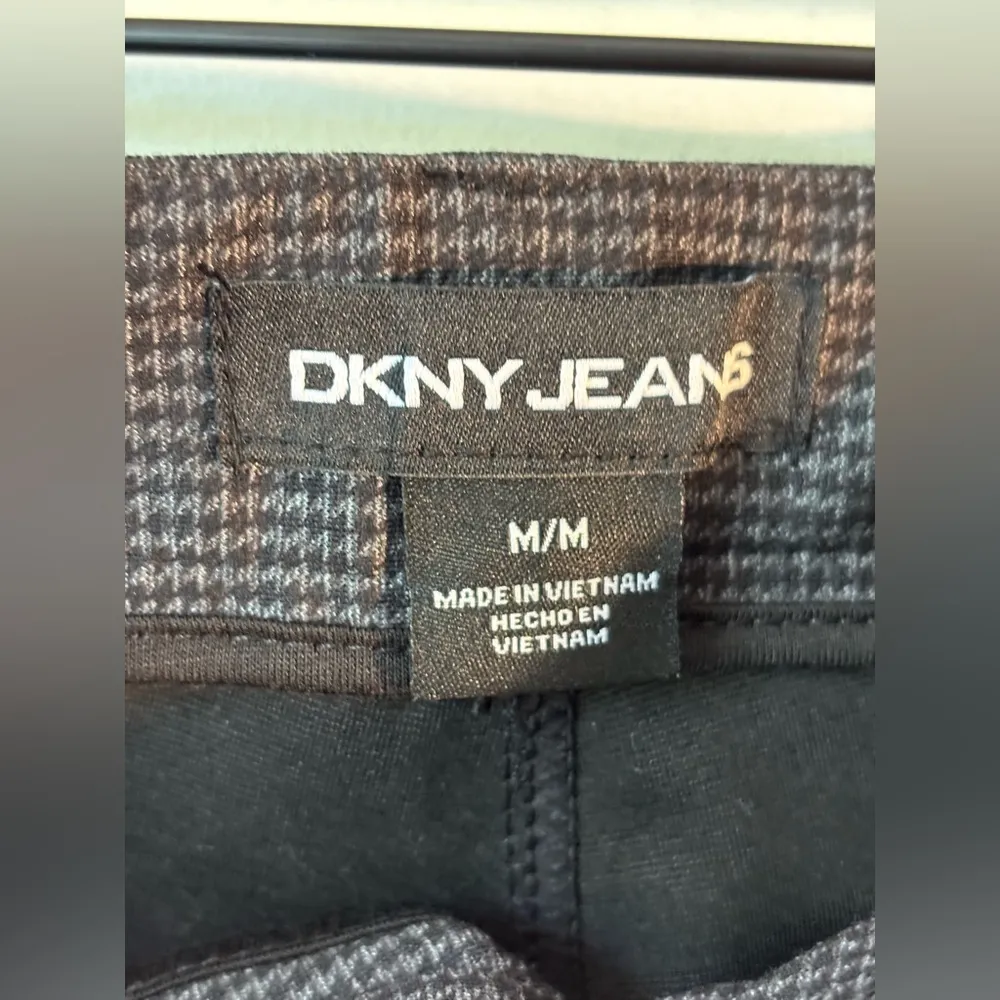 DKNY JEANS
M/M
MADE IN VIETNAM
HECHO EN
VIETNAM